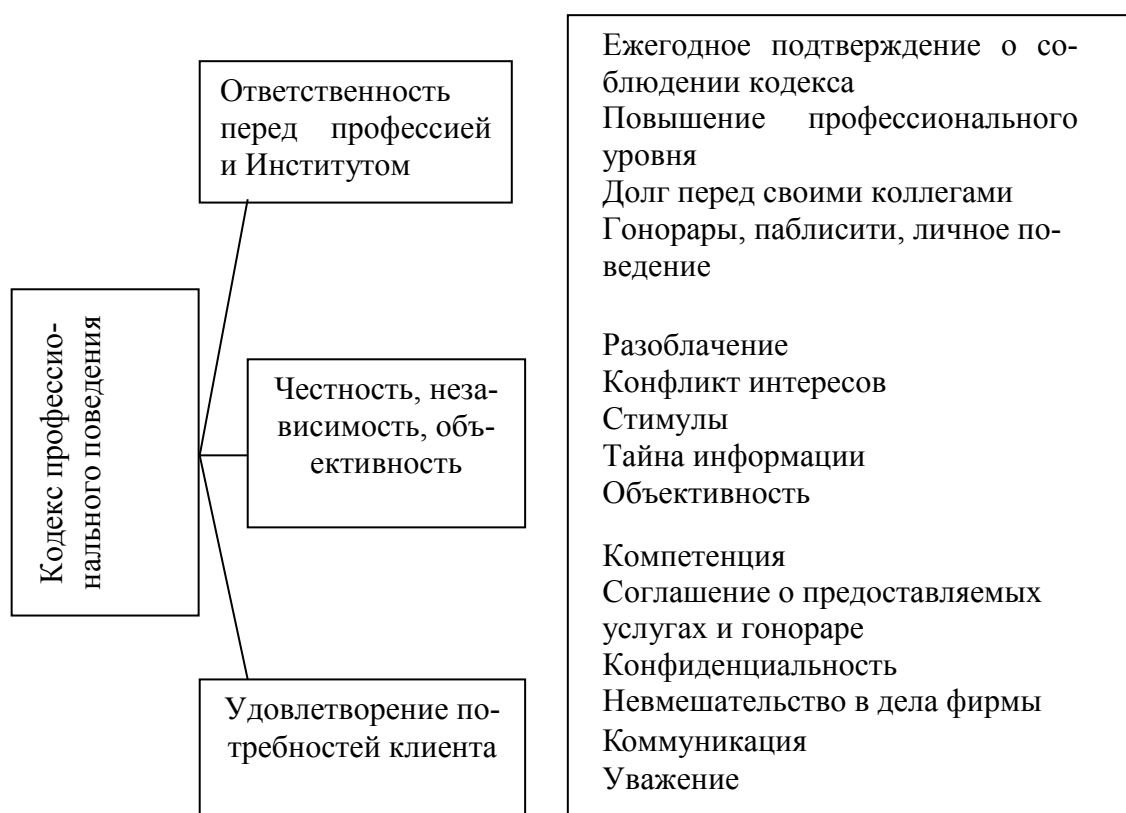 Кодекс профессио-
нального поведения
Ответственность
перед профессией
и Институтом
Честность, неза-
висимость, объ-
ективность
Удовлетворение по-
требностей клиента
Ежегодное подтверждение о со-
блюдении кодекса
Повышение профессионального
уровня
Долг перед своими коллегами
Гонорары, паблисити, личное по-
ведение
Разоблачение
Конфликт интересов
Стимулы
Тайна информации
Объективность
Компетенция
Соглашение о предоставляемых
услугах и гонораре
Конфиденциальность
Невмешательство в дела фирмы
Коммуникация
Уважение